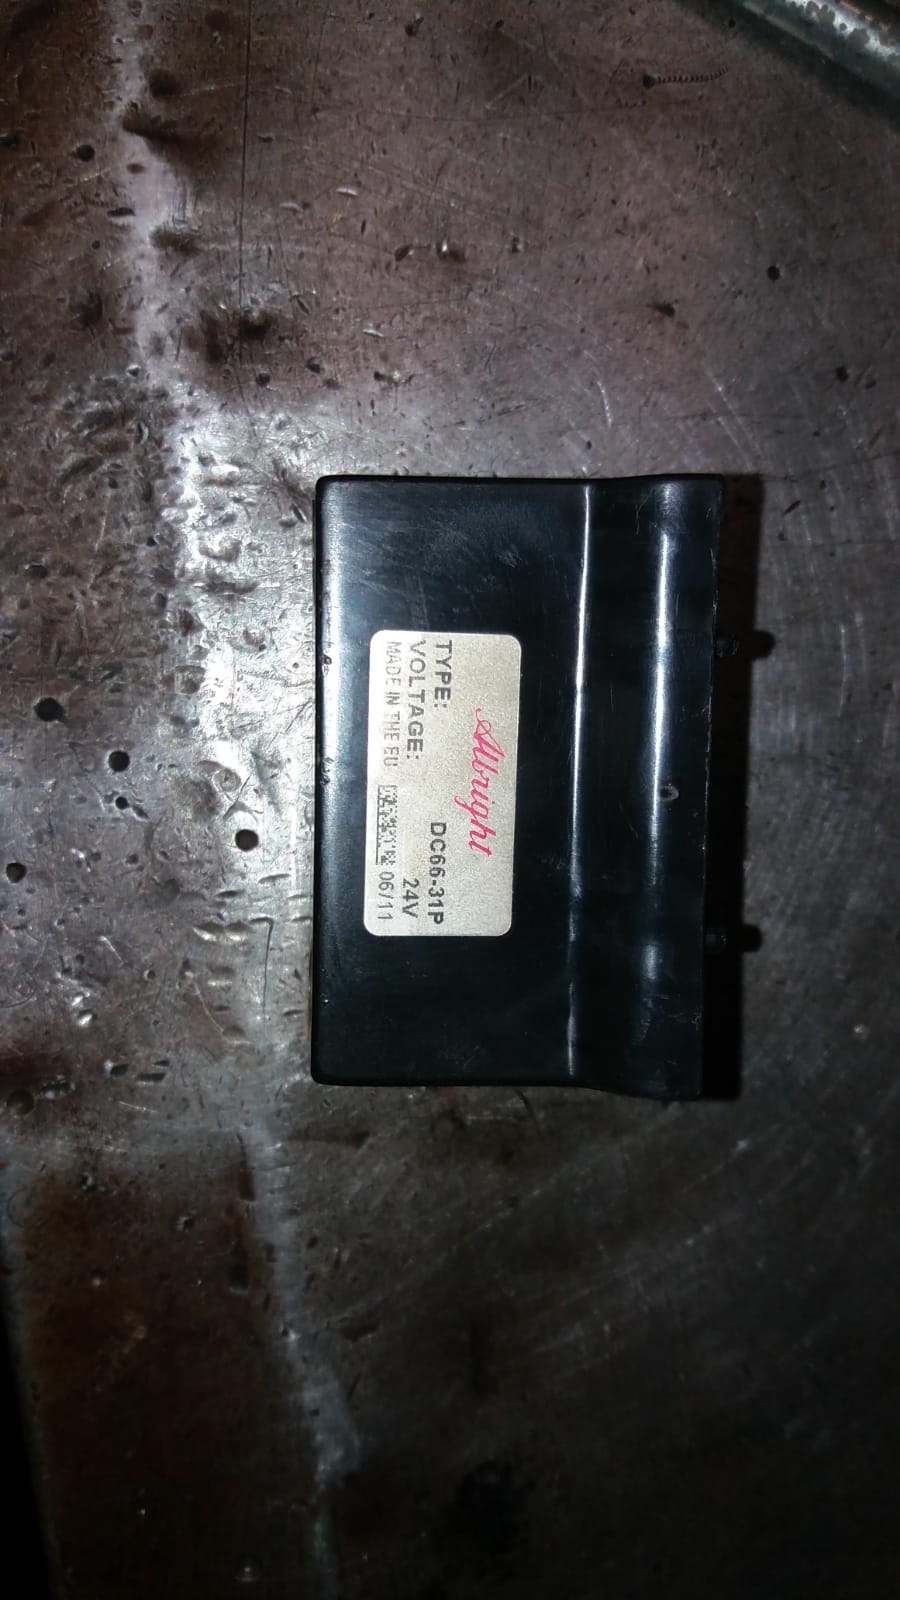 Albright
TYPE: DC66-31P
VOLTAGE: 24V
MADE IN THE EU 06/11